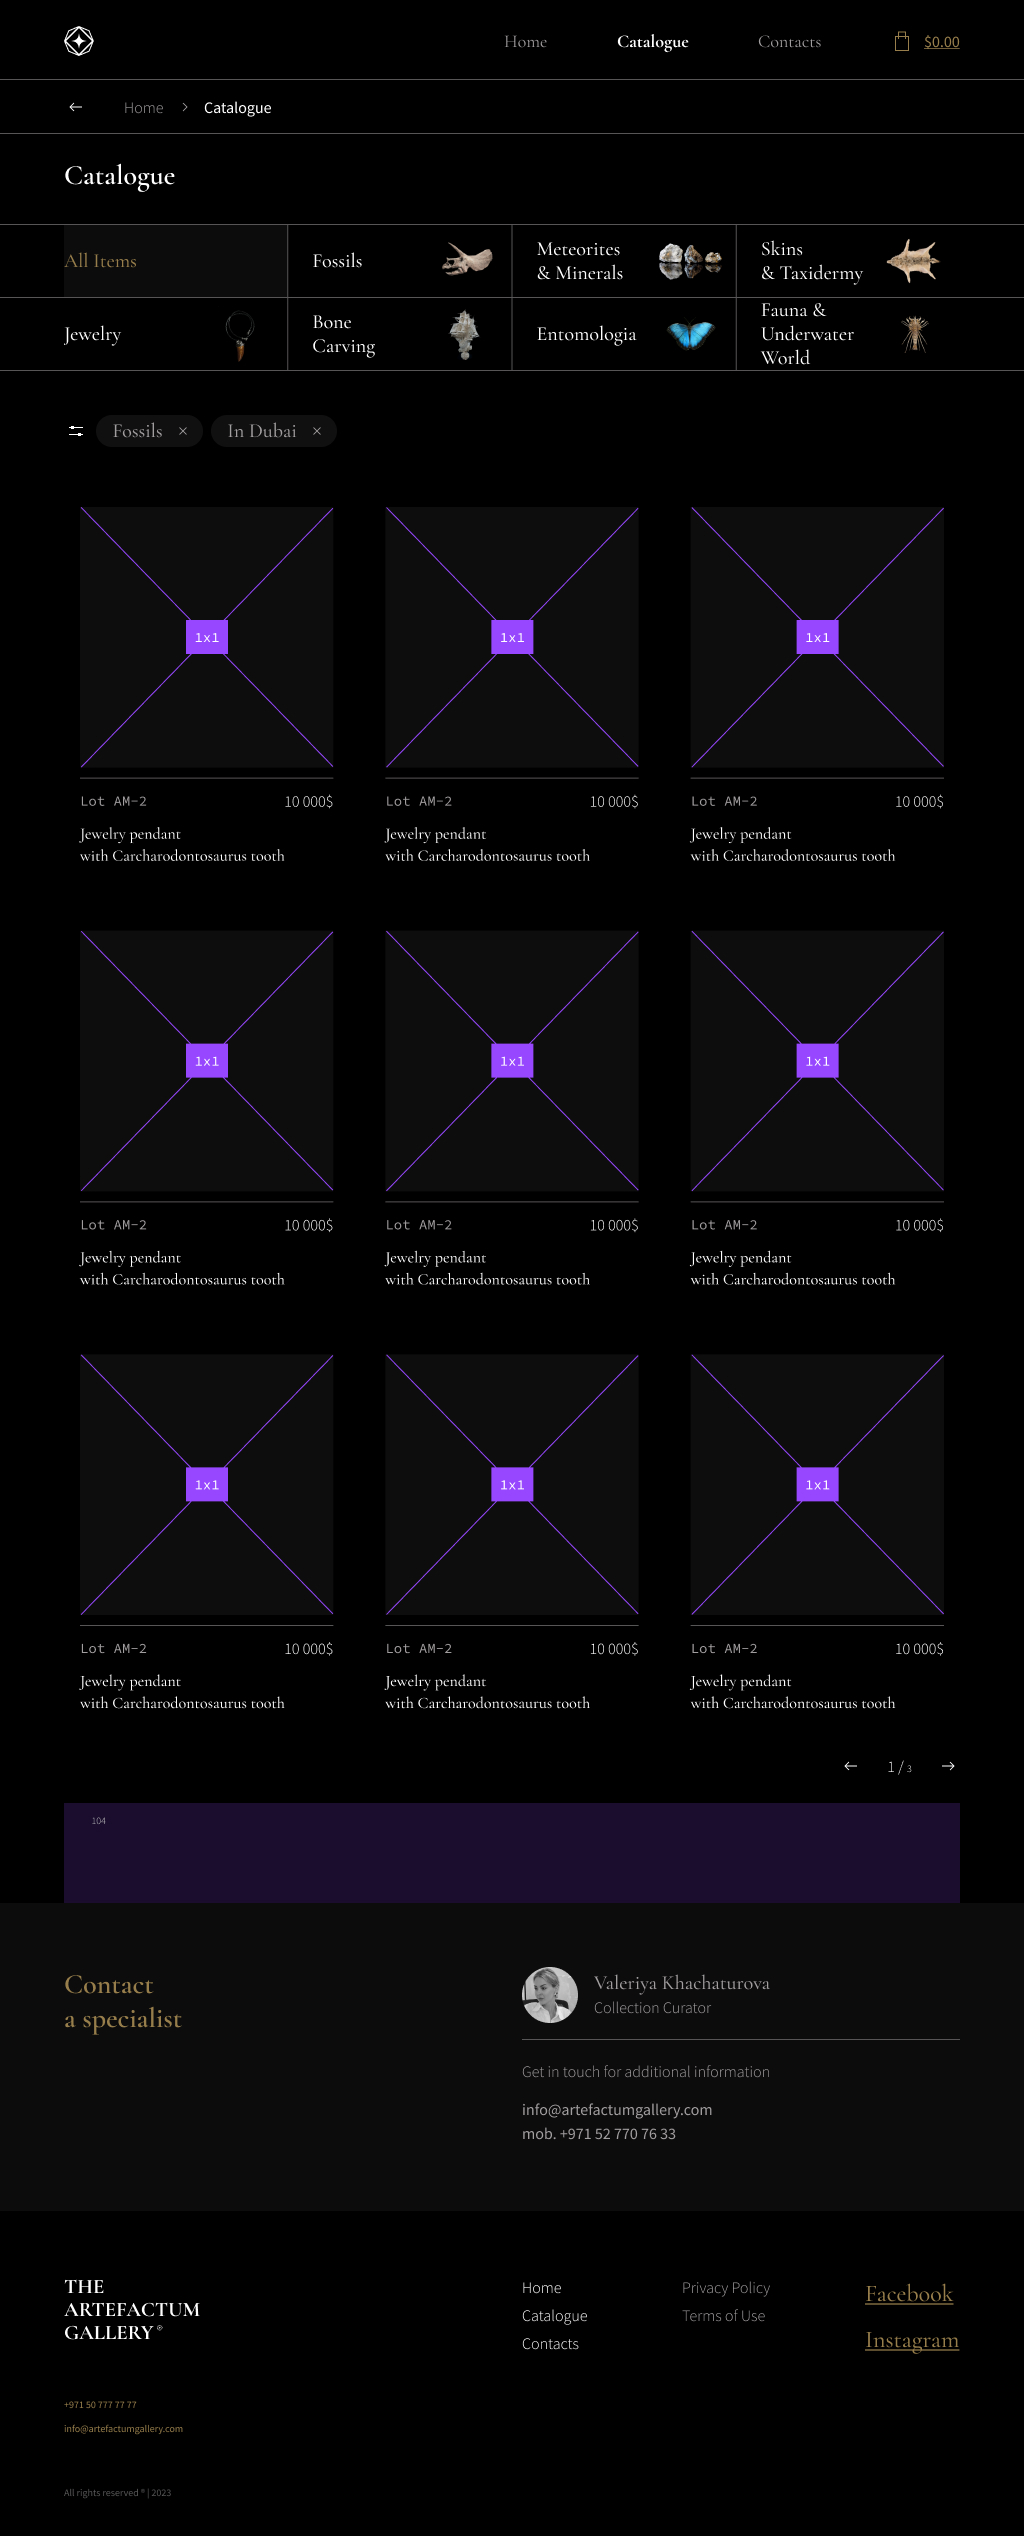 Home Catalogue Contacts $0.00
Home Catalogue
Catalogue
All Items
Fossils
Meteorites
& Minerals
Skins
& Taxidermy
Jewelry
Bone
Carving
Entomologia
Fauna &
Underwater
World
Fossils In Dubai
1x1 1x1 1x1
Lot AM-2 10 000$ Lot AM-2 10 000$ Lot AM-2 10 000$
Jewelry pendant Jewelry pendant Jewelry pendant
with Carcharodontosaurus tooth with Carcharodontosaurus tooth with Carcharodontosaurus tooth
1x1 1x1 1x1
Lot AM-2 10 000$ Lot AM-2 10 000$ Lot AM-2 10 000$
Jewelry pendant Jewelry pendant Jewelry pendant
with Carcharodontosaurus tooth with Carcharodontosaurus tooth with Carcharodontosaurus tooth
1x1 1x1 1x1
Lot AM-2 10 000$ Lot AM-2 10 000$ Lot AM-2 10 000$
Jewelry pendant Jewelry pendant Jewelry pendant
with Carcharodontosaurus tooth with Carcharodontosaurus tooth with Carcharodontosaurus tooth
1 / 3
104
Contact
a specialist
Valeriya Khachaturova
Collection Curator
Get in touch for additional information
info@artefactumgallery.com
mob. +971 52 770 76 33
THE
ARTEFACTUM
GALLERY ®
Home
Catalogue
Contacts
Privacy Policy
Terms of Use
Facebook
Instagram
+971 50 777 77 77
info@artefactumgallery.com
All rights reserved ® | 2023